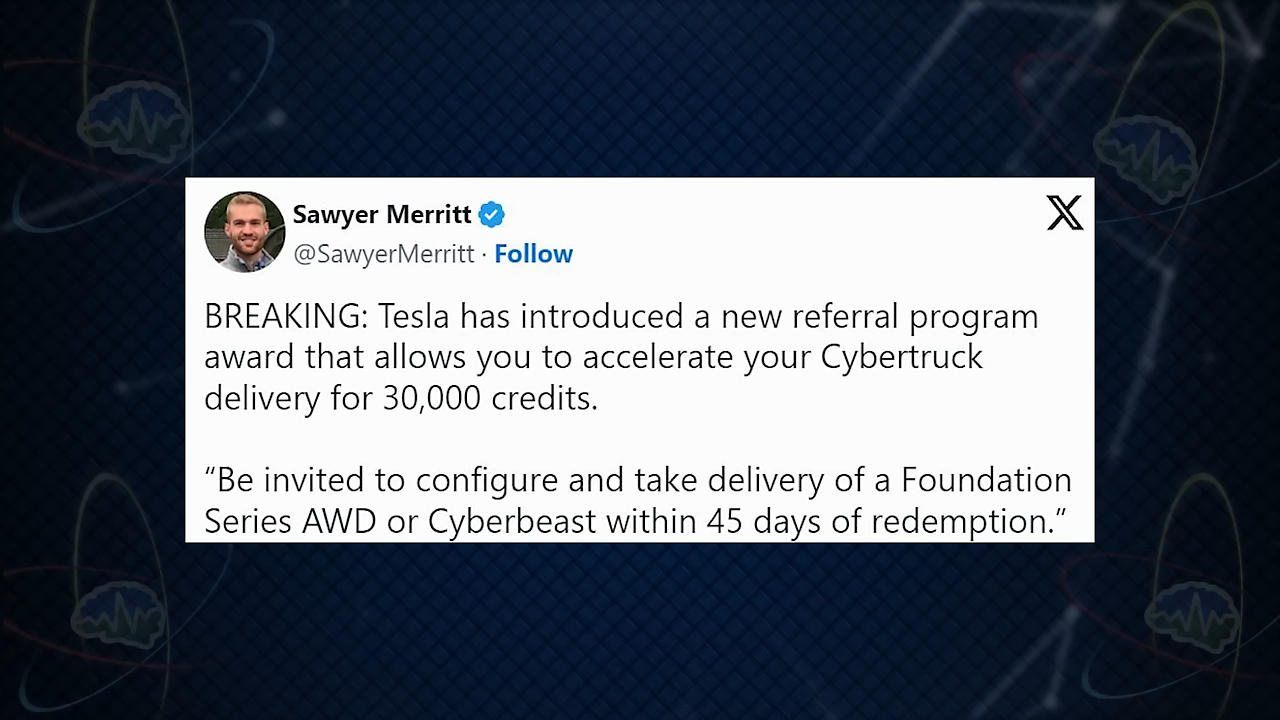 Sawyer Merritt
@SawyerMerritt · Follow
BREAKING: Tesla has introduced a new referral program
award that allows you to accelerate your Cybertruck
delivery for 30,000 credits.
“Be invited to configure and take delivery of a Foundation
Series AWD or Cyberbeast within 45 days of redemption.”